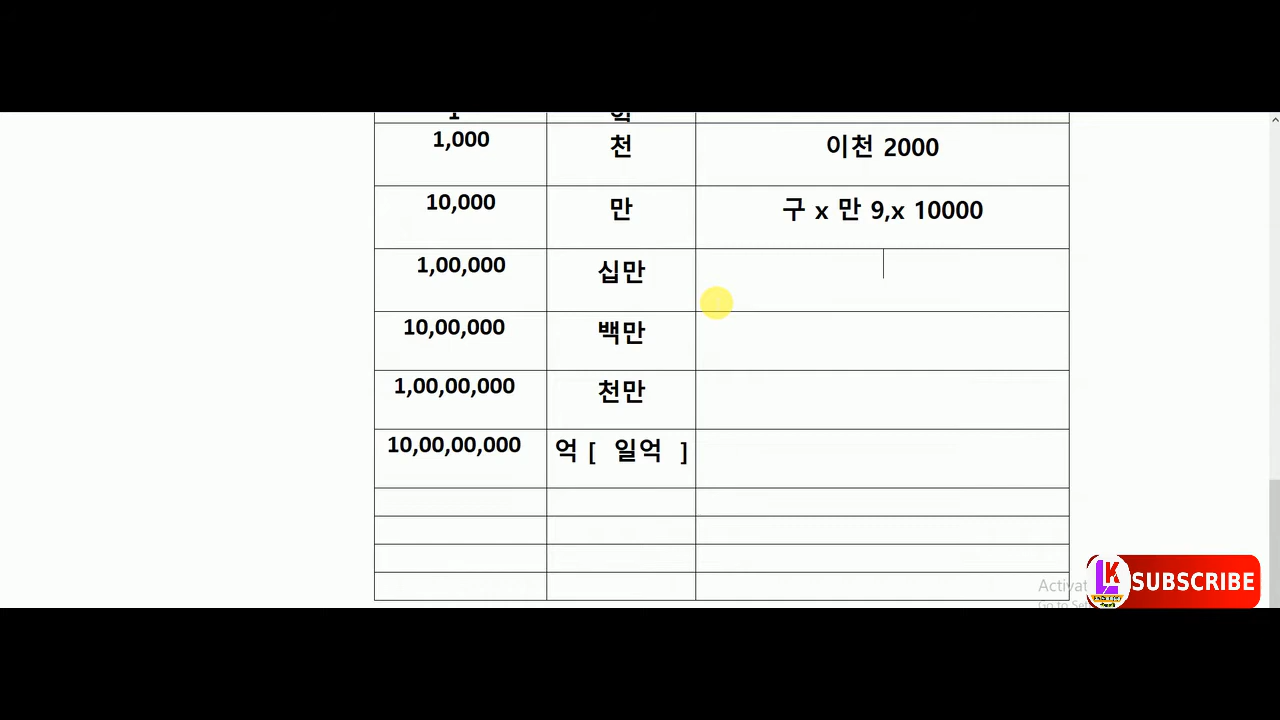 1,000 천 이천 2000
10,000 만 구 x 만 9,x 10000
1,00,000 십만
10,00,000 백만
1,00,00,000 천만
10,00,00,000 억 [ 일억 ]
LK SUBSCRIBE